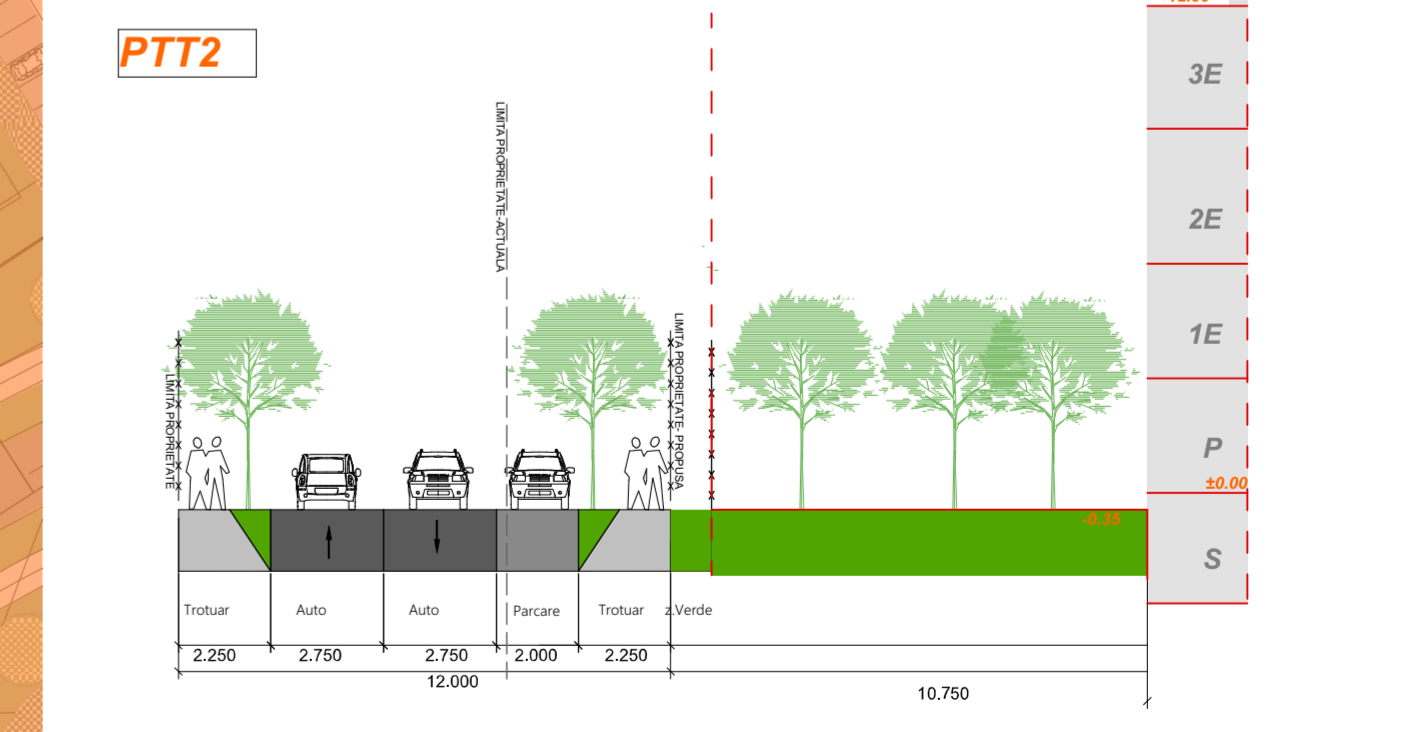 PTT2
LIMITA PROPRIETATE-ACTUALA
LIMITA PROPRIETATE
LIMITA PROPRIETATE- PROPUSA
3E
2E
1E
P
±0.00
-0,35
S
Trotuar
Auto
Auto
Parcare
Trotuar
z.Verde
2.250
2.750
2.750
2.000
2.250
12.000
10.750